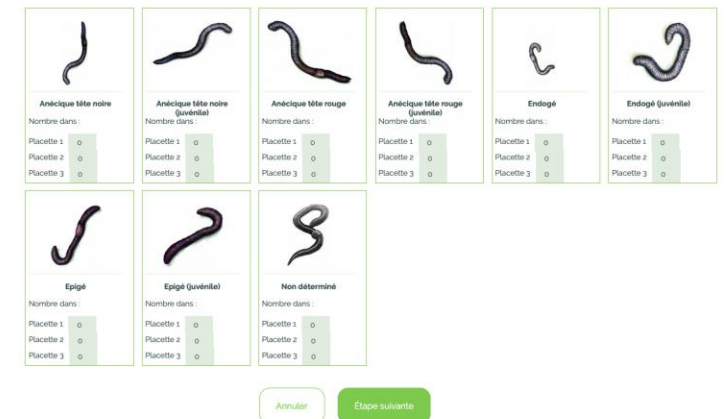 Anécique tête noire
Nombre dans :
Placette 1 0
Placette 2 0
Placette 3 0
Anécique tête noire
(juvénile)
Nombre dans :
Placette 1 0
Placette 2 0
Placette 3 0
Anécique tête rouge
Nombre dans :
Placette 1 0
Placette 2 0
Placette 3 0
Anécique tête rouge
(juvénile)
Nombre dans :
Placette 1 0
Placette 2 0
Placette 3 0
Endogé
Nombre dans :
Placette 1 0
Placette 2 0
Placette 3 0
Endogé (juvénile)
Nombre dans :
Placette 1 0
Placette 2 0
Placette 3 0
Epigé
Nombre dans :
Placette 1 0
Placette 2 0
Placette 3 0
Epigé (juvénile)
Nombre dans :
Placette 1 0
Placette 2 0
Placette 3 0
Non déterminé
Nombre dans :
Placette 1 0
Placette 2 0
Placette 3 0
Annuler
Étape suivante